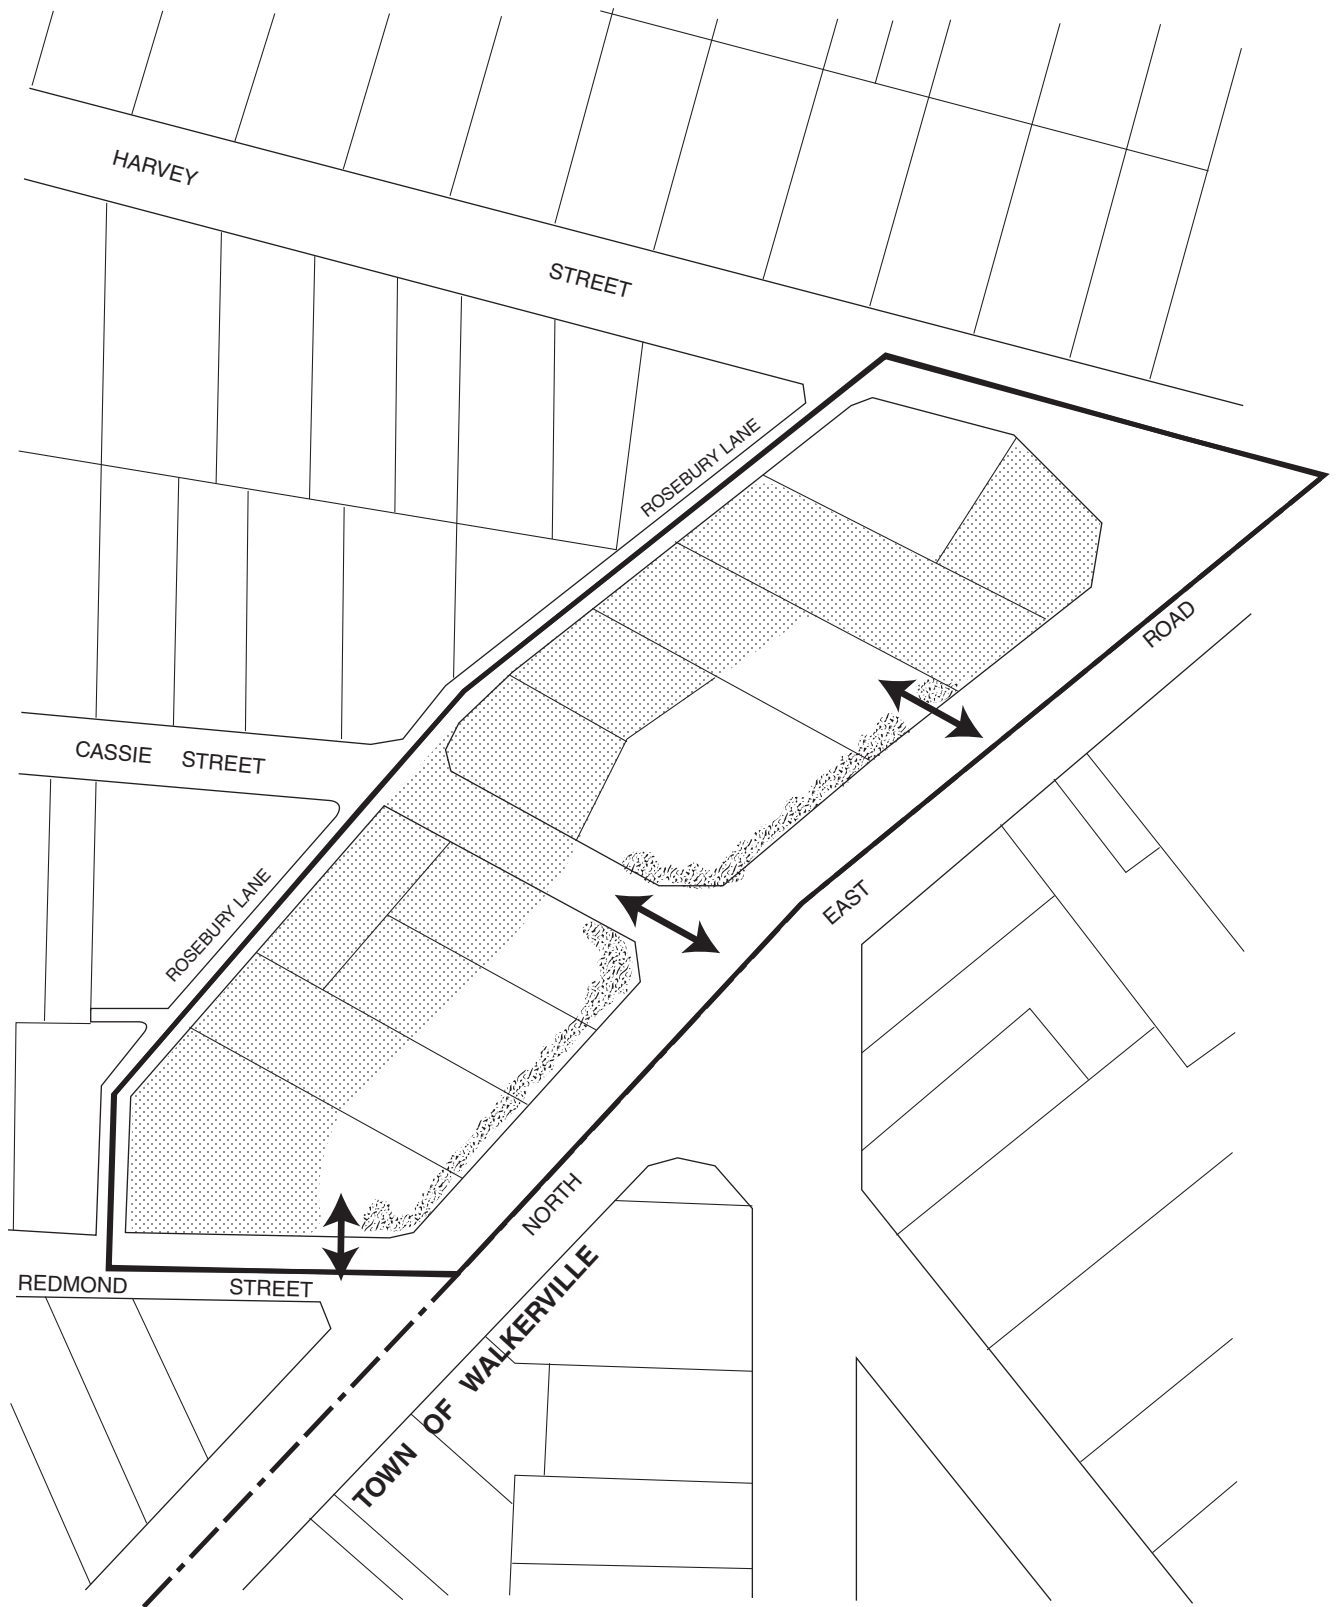 HARVEY
STREET
ROSEBURY LANE
ROAD
CASSIE STREET
EAST
ROSEBURY LANE
NORTH
REDMOND STREET
TOWN OF WALKERVILLE